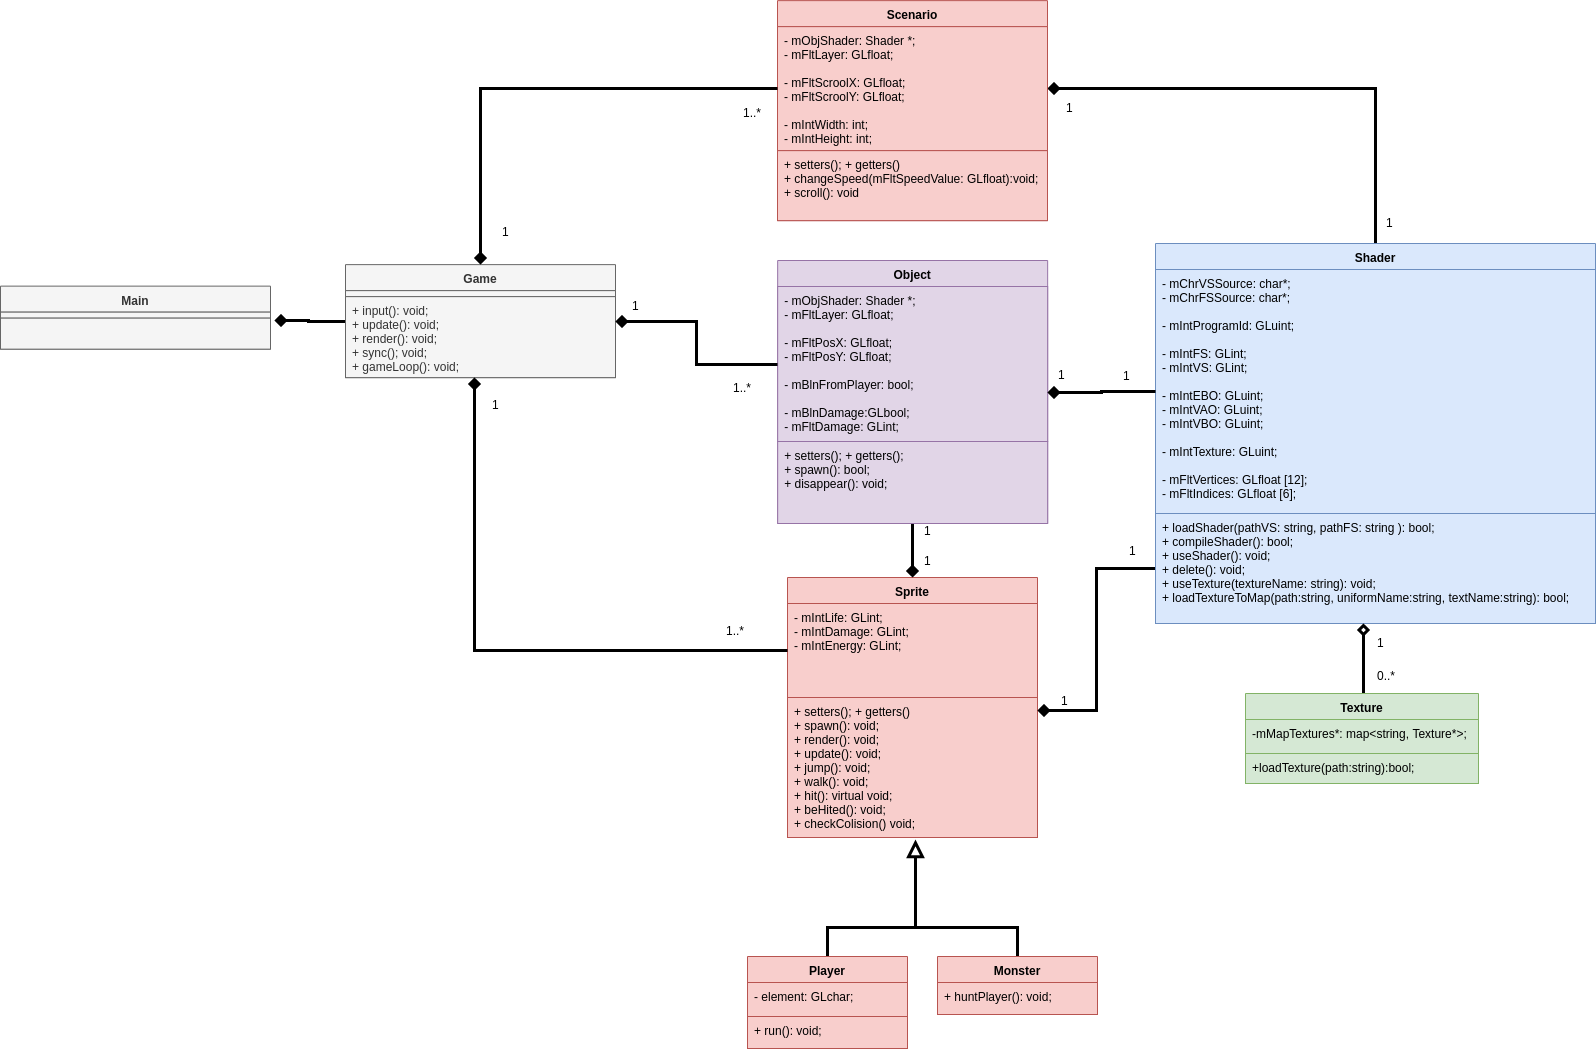 Scenario
- mObjShader: Shader *;
- mFltLayer: GLfloat;
- mFltScroolX: GLfloat;
- mFltScroolY: GLfloat;
- mIntWidth: int;
- mIntHeight: int;
+ setters(); + getters()
+ changeSpeed(mFltSpeedValue: GLfloat):void;
+ scroll(): void
1..*
1
1
1
Main
Game
+ input(): void;
+ update(): void;
+ render(): void;
+ sync(); void;
+ gameLoop(): void;
1
1..*
1
1..*
Object
- mObjShader: Shader *;
- mFltLayer: GLfloat;
- mFltPosX: GLfloat;
- mFltPosY: GLfloat;
- mBlnFromPlayer: bool;
- mBlnDamage:GLbool;
- mFltDamage: GLint;
+ setters(); + getters();
+ spawn(): bool;
+ disappear(): void;
1
1
1
1
Shader
- mChrVSSource: char*;
- mChrFSSource: char*;
- mIntProgramId: GLuint;
- mIntFS: GLint;
- mIntVS: GLint;
- mIntEBO: GLuint;
- mIntVAO: GLuint;
- mIntVBO: GLuint;
- mIntTexture: GLuint;
- mFltVertices: GLfloat [12];
- mFltIndices: GLfloat [6];
+ loadShader(pathVS: string, pathFS: string ): bool;
+ compileShader(): bool;
+ useShader(): void;
+ delete(): void;
+ useTexture(textureName: string): void;
+ loadTextureToMap(path:string, uniformName:string, textName:string): bool;
Sprite
- mIntLife: GLint;
- mIntDamage: GLint;
- mIntEnergy: GLint;
+ setters(); + getters()
+ spawn(): void;
+ render(): void;
+ update(): void;
+ jump(): void;
+ walk(): void;
+ hit(): virtual void;
+ beHited(): void;
+ checkColision() void;
1
1
1
0..*
Texture
-mMapTextures*: map<string, Texture*>;
+loadTexture(path:string):bool;
Player
- element: GLchar;
+ run(): void;
Monster
+ huntPlayer(): void;